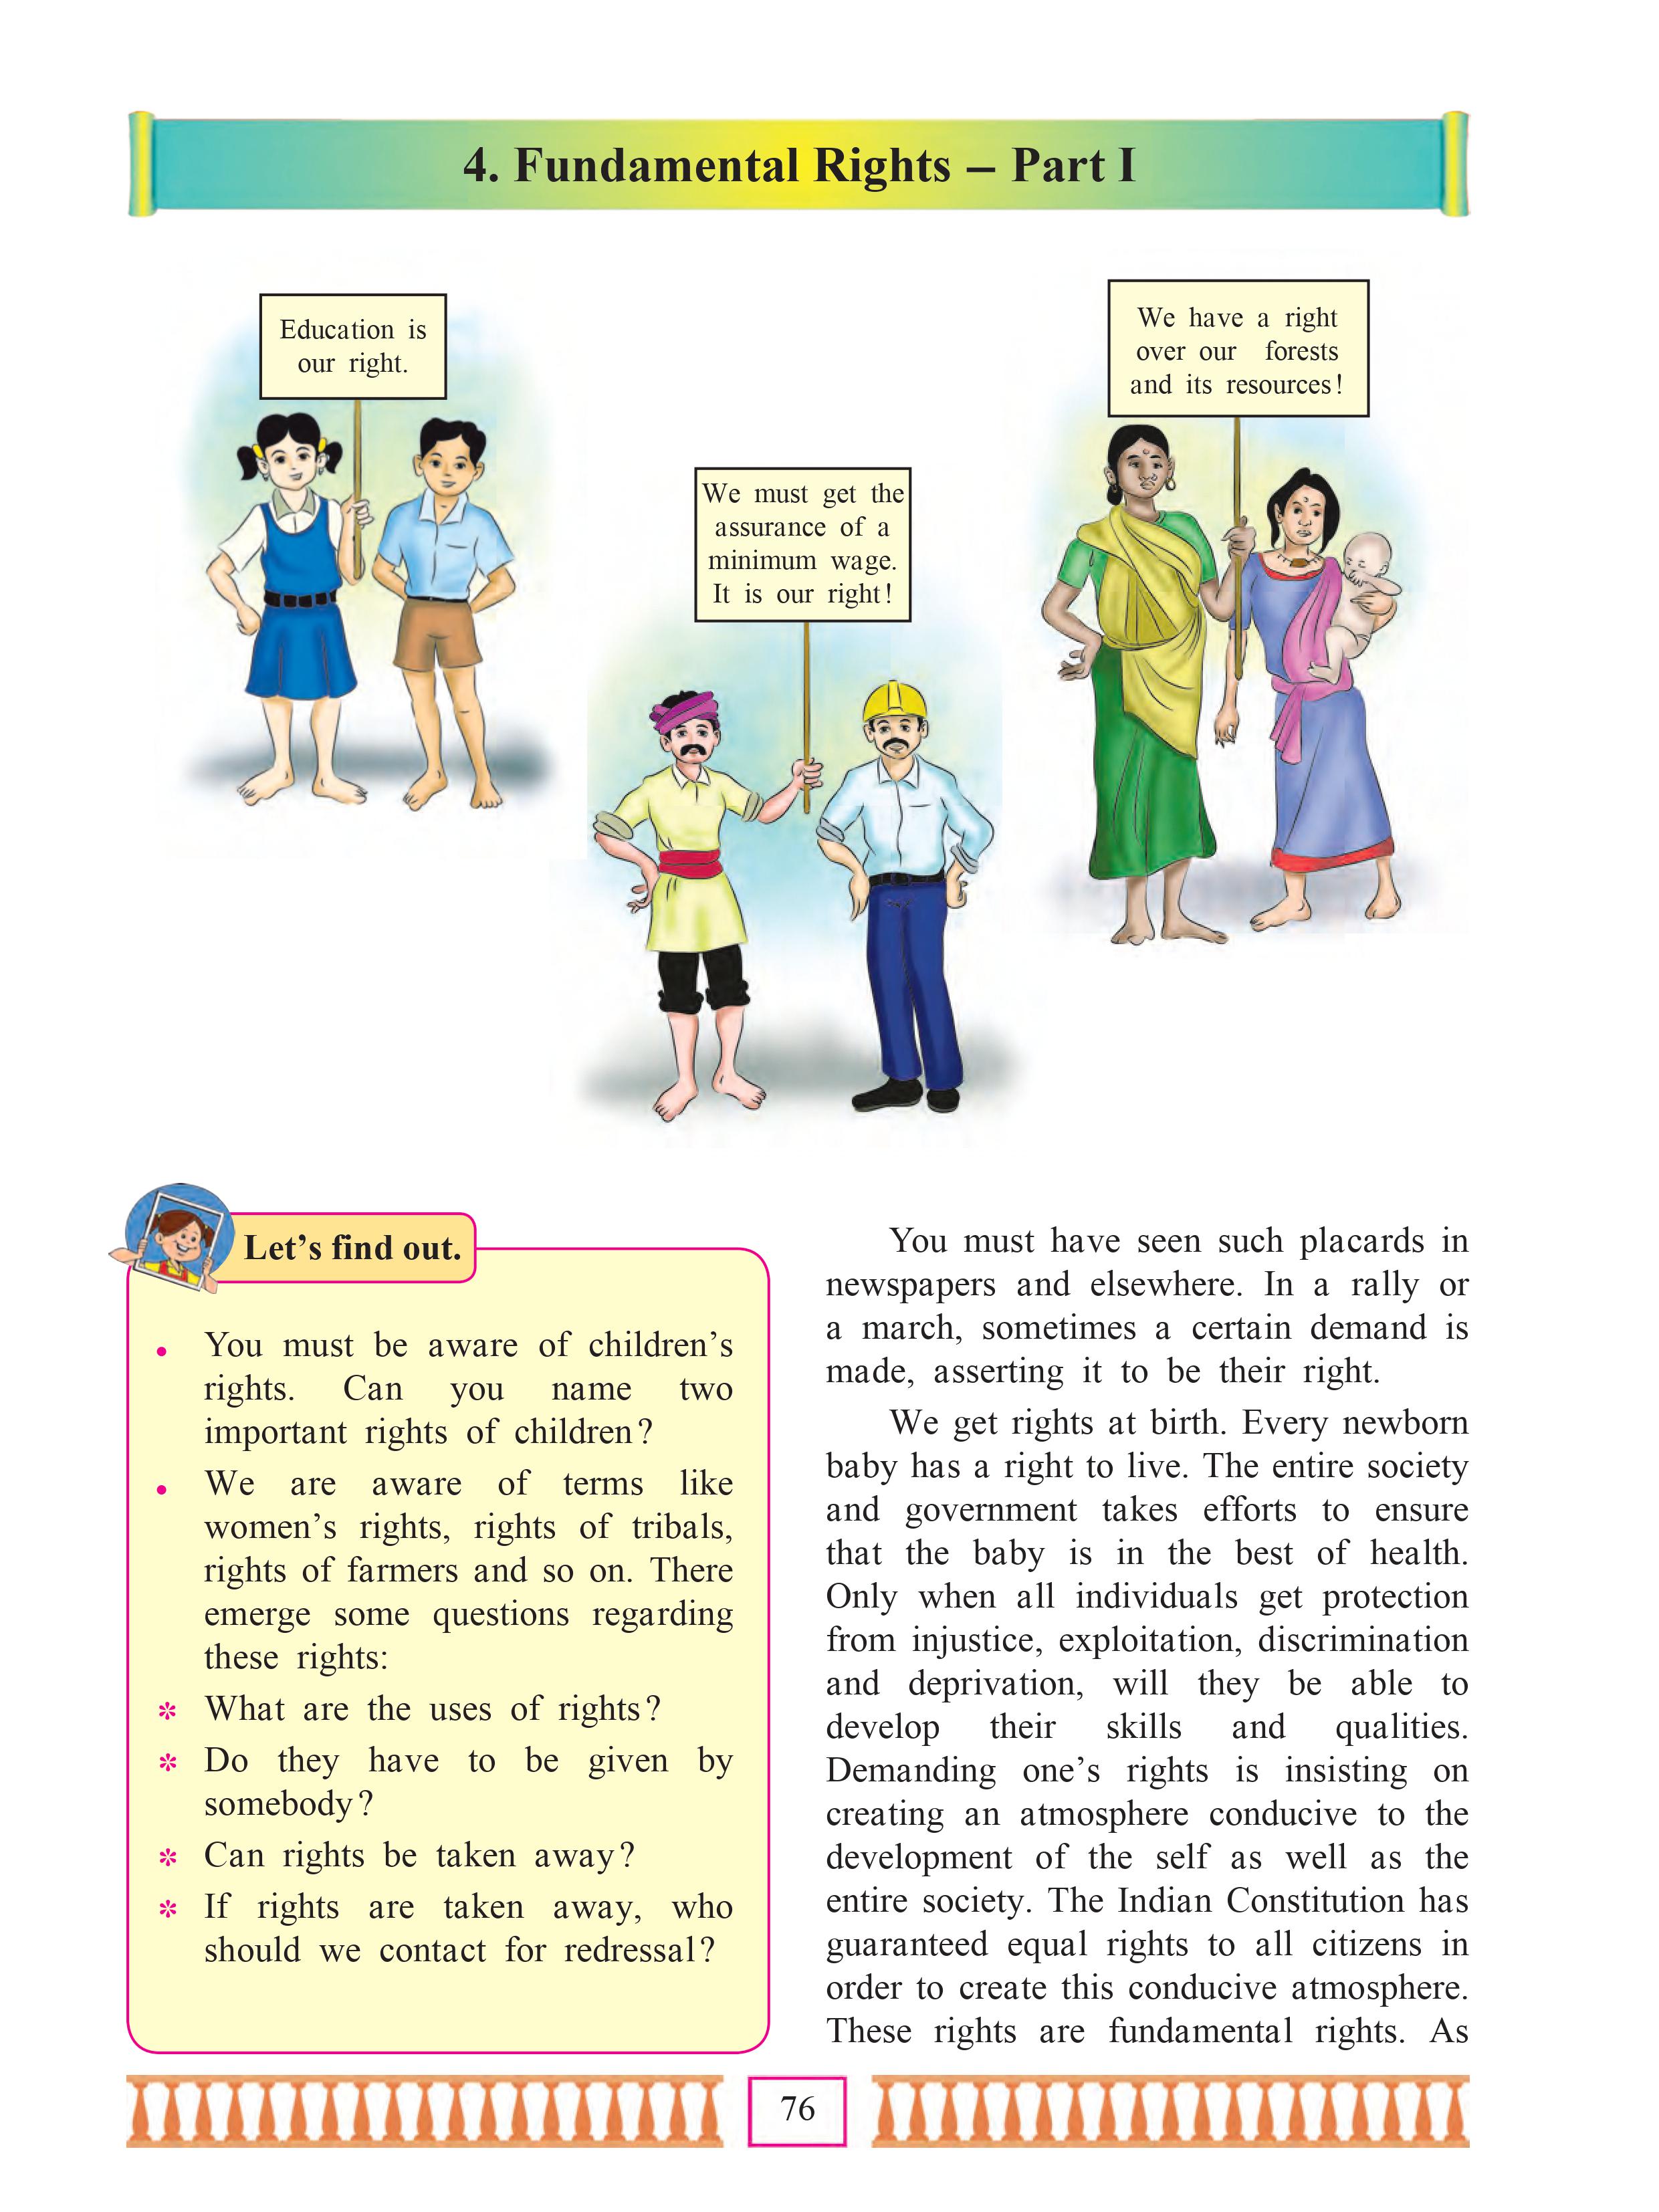 4. Fundamental Rights – Part I
Education is
our right.
We must get the
assurance of a
minimum wage.
It is our right!
We have a right
over our forests
and its resources!
Let’s find out.
• You must be aware of children’s
rights. Can you name two
important rights of children?
• We are aware of terms like
women’s rights, rights of tribals,
rights of farmers and so on. There
emerge some questions regarding
these rights:
* What are the uses of rights?
* Do they have to be given by
somebody?
* Can rights be taken away?
* If rights are taken away, who
should we contact for redressal?
You must have seen such placards in
newspapers and elsewhere. In a rally or
a march, sometimes a certain demand is
made, asserting it to be their right.
We get rights at birth. Every newborn
baby has a right to live. The entire society
and government takes efforts to ensure
that the baby is in the best of health.
Only when all individuals get protection
from injustice, exploitation, discrimination
and deprivation, will they be able to
develop their skills and qualities.
Demanding one’s rights is insisting on
creating an atmosphere conducive to the
development of the self as well as the
entire society. The Indian Constitution has
guaranteed equal rights to all citizens in
order to create this conducive atmosphere.
These rights are fundamental rights. As
76